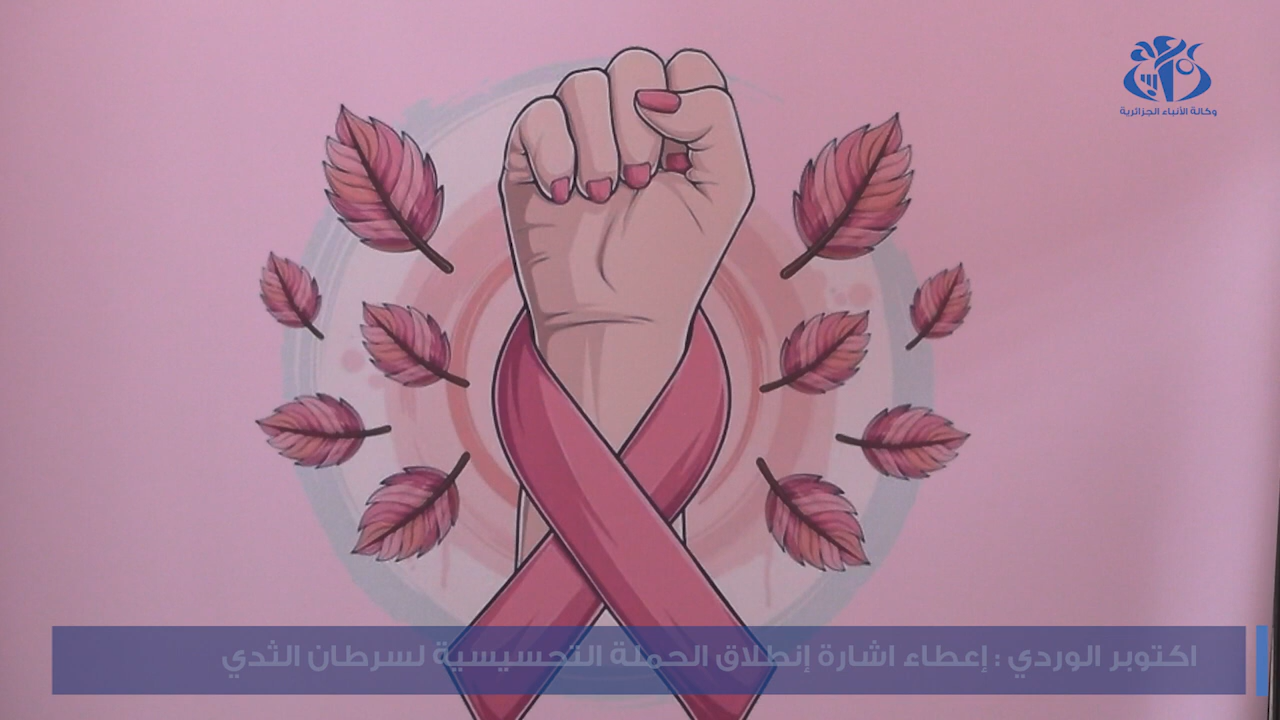 وكالة الأنباء الجزائرية
اكتوبر الوردي : إعطاء اشارة إنطلاق الحملة التحسيسية لسرطان الثدي